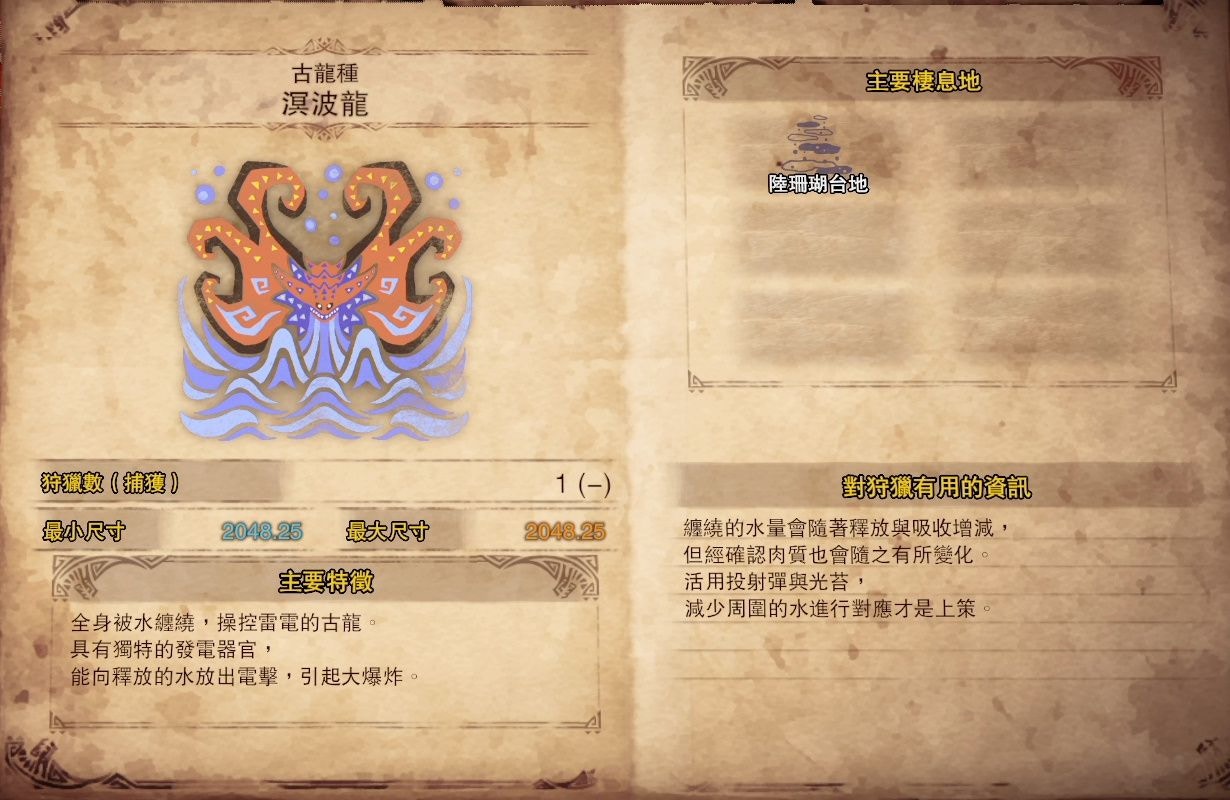 古龍種
溟波龍
狩獵數（捕獲） 1 (−)
最小尺寸 2048.25 最大尺寸 2048.25
主要特徵
全身被水纏繞，操控雷電的古龍。
具有獨特的發電器官，
能向釋放的水放出電擊，引起大爆炸。
主要棲息地
陸珊瑚台地
對狩獵有用的資訊
纏繞的水量會隨著釋放與吸收增減，
但經確認肉質也會隨之有所變化。
活用投射彈與光苔，
減少周圍的水進行對應才是上策。